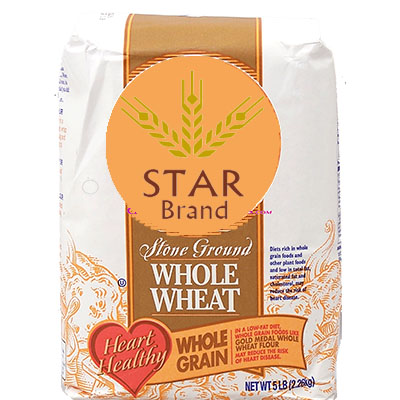 STAR
Brand
Stone Ground
WHOLE
WHEAT
Diets rich in whole
grain foods and
other plant foods
and low in total fat,
saturated fat and
cholesterol, may
reduce the risk of
heart disease.
Heart
Healthy
WHOLE
GRAIN
IN A LOW-FAT DIET,
WHOLE GRAIN FOODS LIKE
GOLD MEDAL WHOLE
WHEAT FLOUR
MAY REDUCE THE RISK
OF HEART DISEASE.
NET WT 5 LB (2.26kg)